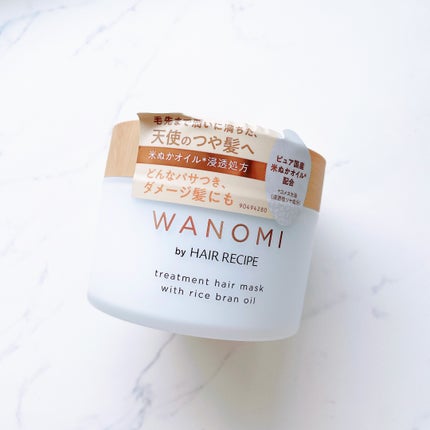 毛先まで潤いに満ちた、
天使のつや髪へ
米ぬかオイル*浸透処方
どんなパサつき、
ダメージ髪にも
90494280
ピュア国産
米ぬかオイル*
配合
WANOMI
by HAIR RECIPE
treatment hair mask
with rice bran oil